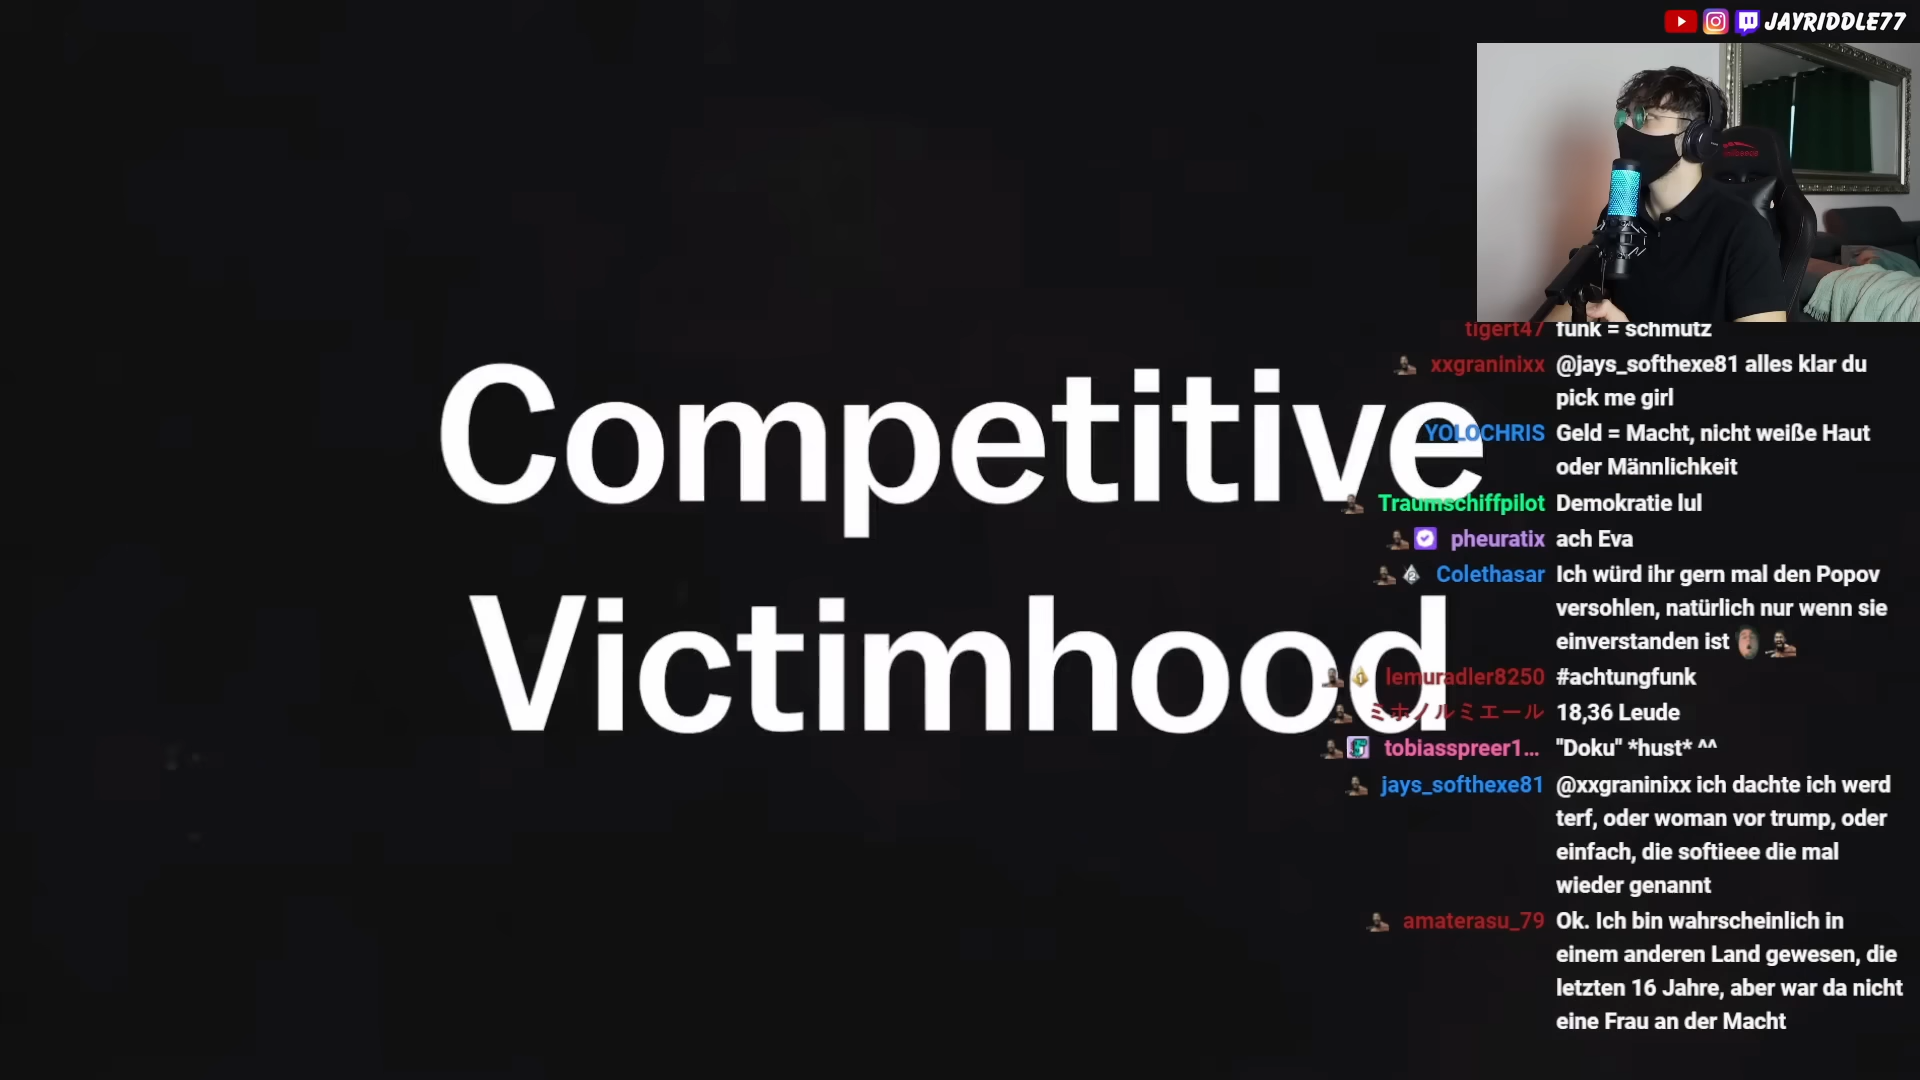 JAYRIDDLE77
Competitive
Victimhood
tigert47 funk = schmutz
xxgraninixx @jays_softhexe81 alles klar du
pick me girl
YOLOCHRIS Geld = Macht, nicht weiße Haut
oder Männlichkeit
Traumschiffpilot Demokratie lul
pheuratix ach Eva
Colethasar Ich würd ihr gern mal den Popov
versohlen, natürlich nur wenn sie
einverstanden ist
lemuradler8250 #achtungfunk
ミホノルミエール 18,36 Leude
tobiasspreer1... "Doku" *hust* ^^
jays_softhexe81 @xxgraninixx ich dachte ich werd
terf, oder woman vor trump, oder
einfach, die softieee die mal
wieder genannt
amaterasu_79 Ok. Ich bin wahrscheinlich in
einem anderen Land gewesen, die
letzten 16 Jahre, aber war da nicht
eine Frau an der Macht